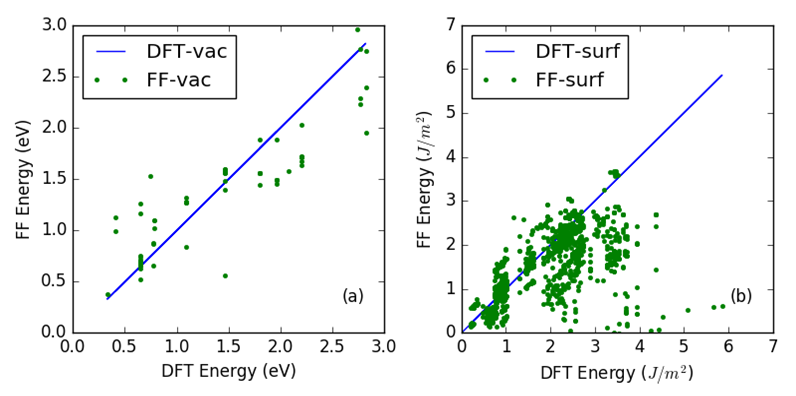 3.0
2.5
2.0
1.5
1.0
0.5
0.0
FF Energy (eV)
DFT-vac
FF-vac
(a)
0.0 0.5 1.0 1.5 2.0 2.5 3.0
DFT Energy (eV)
7
6
5
4
3
2
1
0
FF Energy (J/m²)
DFT-surf
FF-surf
(b)
0 1 2 3 4 5 6 7
DFT Energy (J/m²)